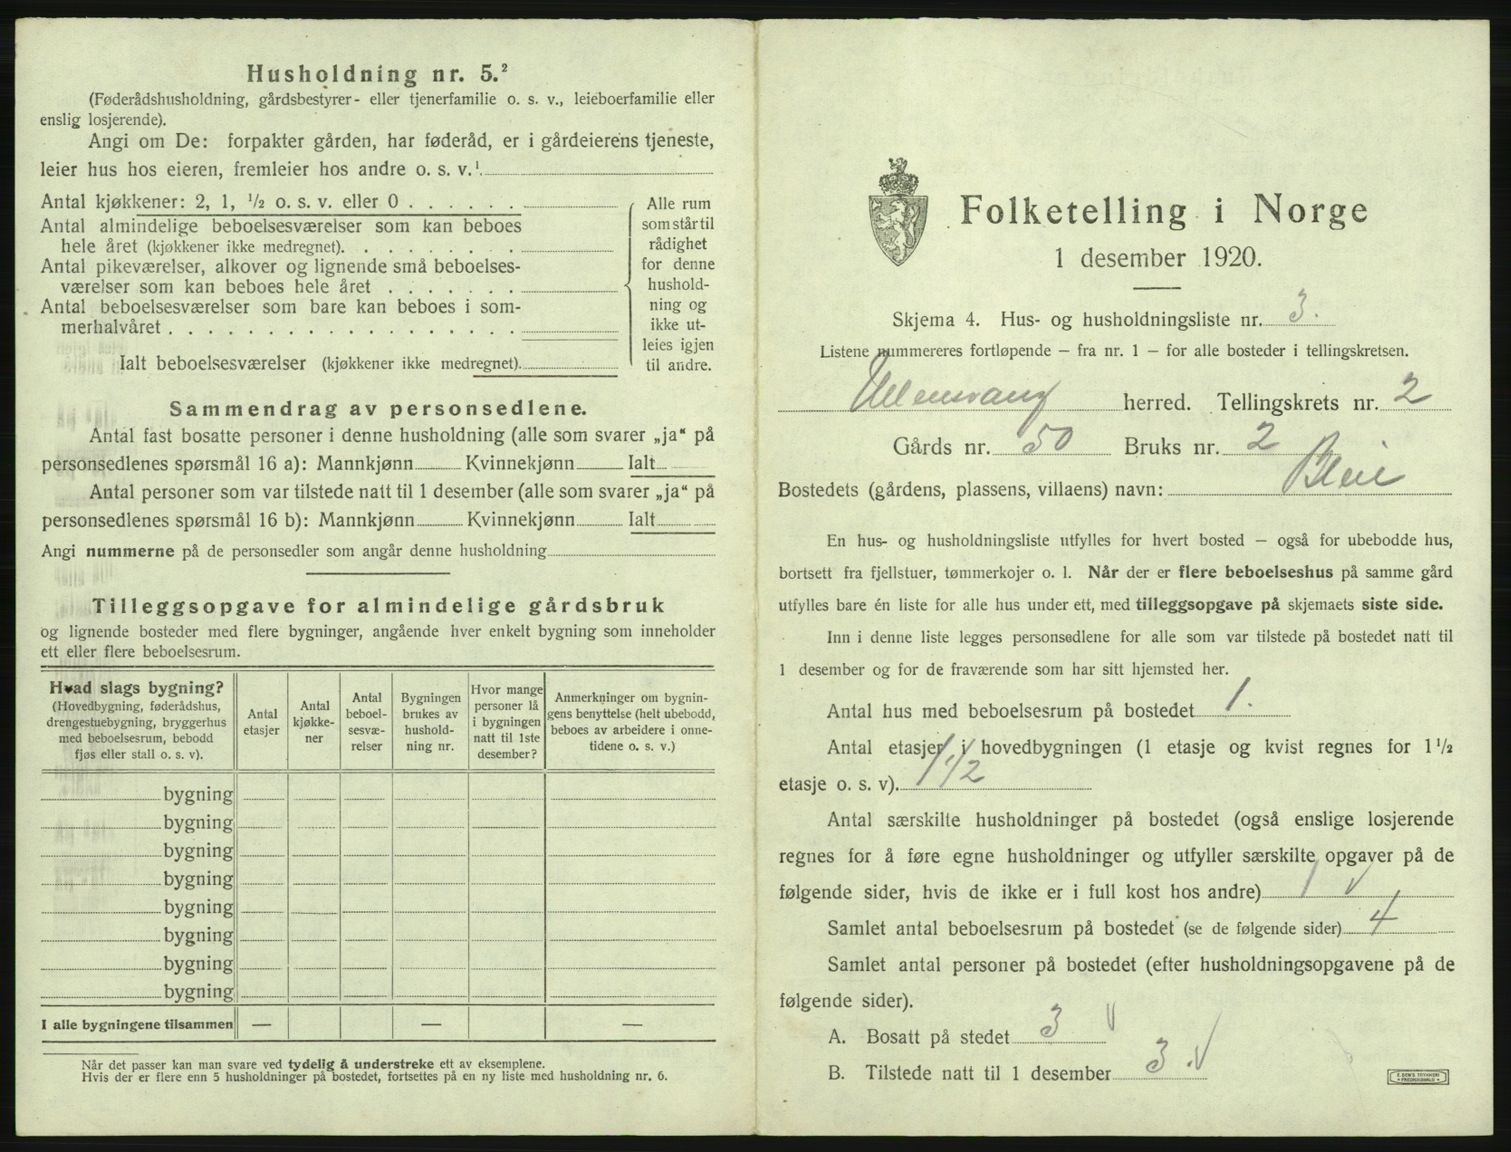 Husholdning nr. 5.²
(Føderådshusholdning, gårdsbestyrer- eller tjenerfamilie o. s. v., leieboerfamilie eller
enslig losjerende).
Angi om De: forpakter gården, har føderåd, er i gårdeierens tjeneste,
leier hus hos eieren, fremleier hos andre o. s. v.¹
Antal kjøkkener: 2, 1, ½ o. s. v. eller 0
Antal almindelige beboelsesværelser som kan beboes
hele året (kjøkkener ikke medregnet).
Antal pikeværelser, alkover og lignende små beboelses-
værelser som kan beboes hele året
Antal beboelsesværelser som bare kan beboes i som-
merhalvåret
Ialt beboelsesværelser (kjøkkener ikke medregnet).
Alle rum
som står til
rådighet
for denne
hushold-
ning og
ikke ut-
leies igjen
til andre.
Sammendrag av personsedlene.
Antal fast bosatte personer i denne husholdning (alle som svarer „ja“ på
personsedlenes spørsmål 16 a): Mannkjønn Kvinnekjønn Ialt
Antal personer som var tilstede natt til 1 desember (alle som svarer „ja“ på
personsedlenes spørsmål 16 b): Mannkjønn Kvinnekjønn Ialt
Angi nummerne på de personsedler som angår denne husholdning
Tilleggsopgave for almindelige gårdsbruk
og lignende bosteder med flere bygninger, angående hver enkelt bygning som inneholder
ett eller flere beboelsesrum.
Hvad slags bygning?
(Hovedbygning, føderådshus,
drengestuebygning, bryggerhus
med beboelsesrum, bebodd
fjøs eller stall o. s. v).
Antal
etasjer
Antal
kjøkke-
ner
Antal
beboel-
sesvæ-
relser
Bygningen
brukes av
hushold-
ning nr.
Hvor mange
personer lå
i bygningen
natt til 1ste
desember?
Anmerkninger om bygnin-
gens benyttelse (helt ubebodd,
beboes av arbeidere i onne-
tidene o. s. v.)
bygning
bygning
bygning
bygning
bygning
bygning
bygning
bygning
I alle bygningene tilsammen — — —
Når det passer kan man svare ved tydelig å understreke ett av eksemplene.
Hvis der er flere enn 5 husholdninger på bostedet, fortsettes på en ny liste med husholdning nr. 6.
Folketelling i Norge
1 desember 1920.
Skjema 4. Hus- og husholdningsliste nr. 3.
Listene nummereres fortløpende – fra nr. 1 – for alle bosteder i tellingskretsen.
Ullensvang herred. Tellingskrets nr. 2
Gårds nr. 50 Bruks nr. 2
Bostedets (gårdens, plassens, villaens) navn: Bleie
En hus- og husholdningsliste utfylles for hvert bosted – også for ubebodde hus,
bortsett fra fjellstuer, tømmerkojer o. l. Når der er flere beboelseshus på samme gård
utfylles bare én liste for alle hus under ett, med tilleggsopgave på skjemaets siste side.
Inn i denne liste legges personsedlene for alle som var tilstede på bostedet natt til
1 desember og for de fraværende som har sitt hjemsted her.
Antal hus med beboelsesrum på bostedet 1.
Antal etasjer i hovedbygningen (1 etasje og kvist regnes for 1 ½
etasje o. s. v). 1 1/2
Antal særskilte husholdninger på bostedet (også enslige losjerende
regnes for å føre egne husholdninger og utfyller særskilte opgaver på de
følgende sider, hvis de ikke er i full kost hos andre) 1 √
Samlet antal beboelsesrum på bostedet (se de følgende sider) 4
Samlet antal personer på bostedet (efter husholdningsopgavene på de
følgende sider).
A. Bosatt på stedet 3 √
B. Tilstede natt til 1 desember 3 √